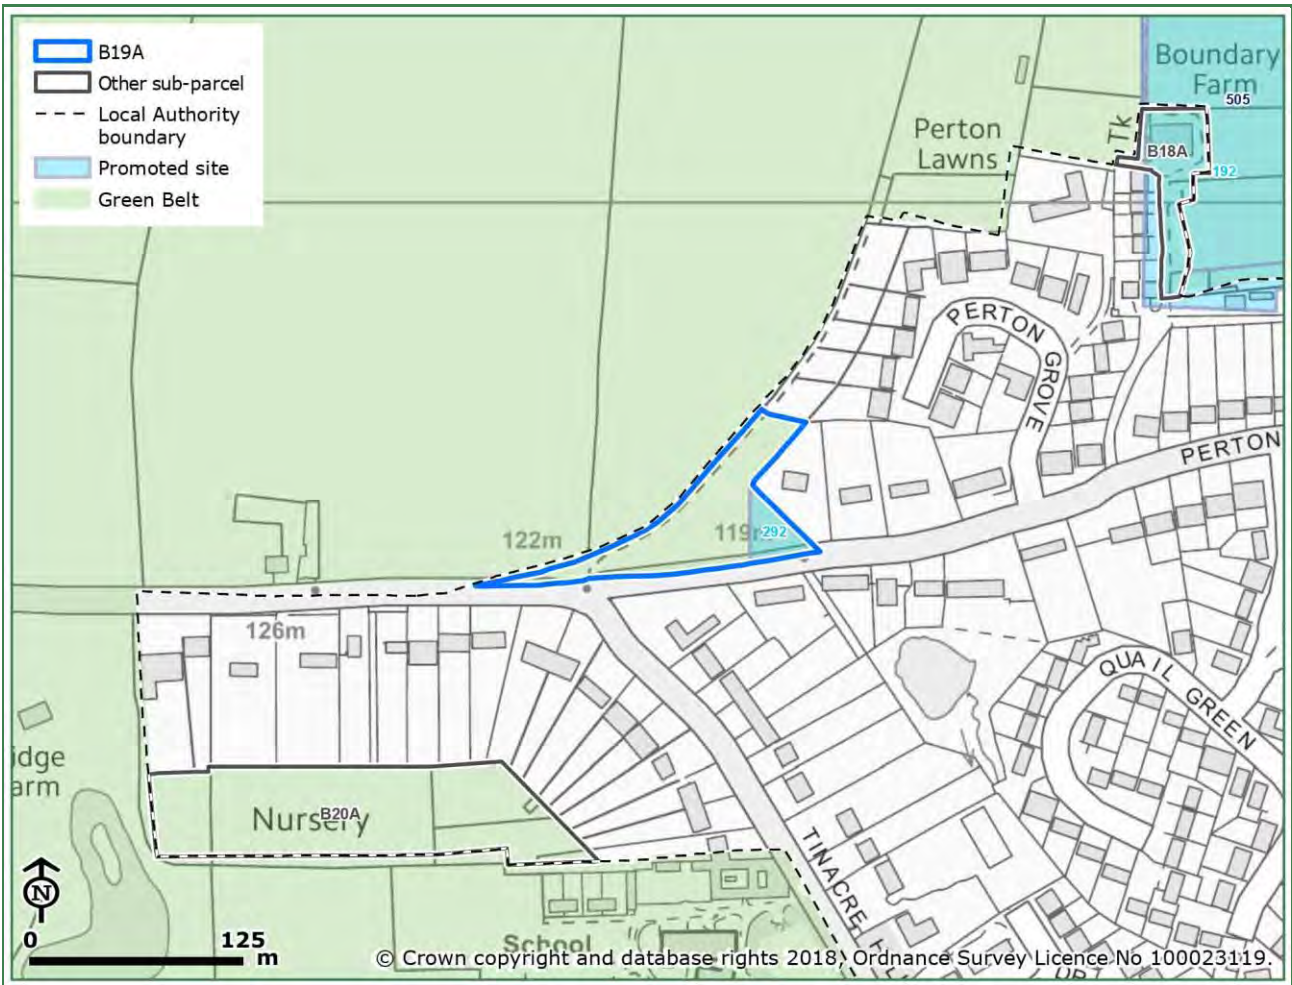 B19A
Other sub-parcel
Local Authority
boundary
Promoted site
Green Belt
Boundary
Farm
505
Perton
Lawns
Tk
B18A
192
PERTON GROVE
PERTON
122m
119m
292
126m
QUAIL GREEN
idge
arm
Nursery
B20A
TINACRE
School
N
0
125
m
© Crown copyright and database rights 2018, Ordnance Survey Licence No 100023119.